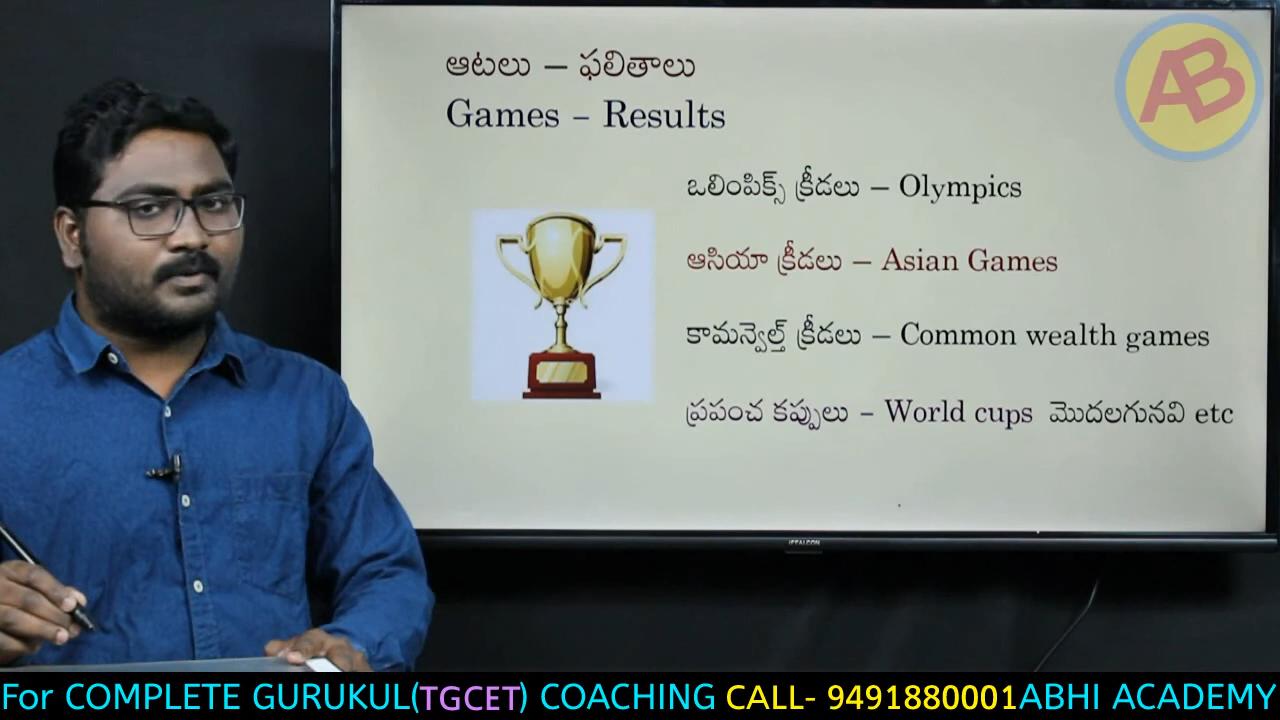 ఆటలు – ఫలితాలు
Games – Results
AB
ఒలింపిక్స్ క్రీడలు – Olympics
ఆసియా క్రీడలు – Asian Games
కామన్వెల్త్ క్రీడలు – Common wealth games
ప్రపంచ కప్పులు – World cups మొదలగునవి etc
iFFALCON
For COMPLETE GURUKUL(TGCET) COACHING CALL- 9491880001ABHI ACADEMY